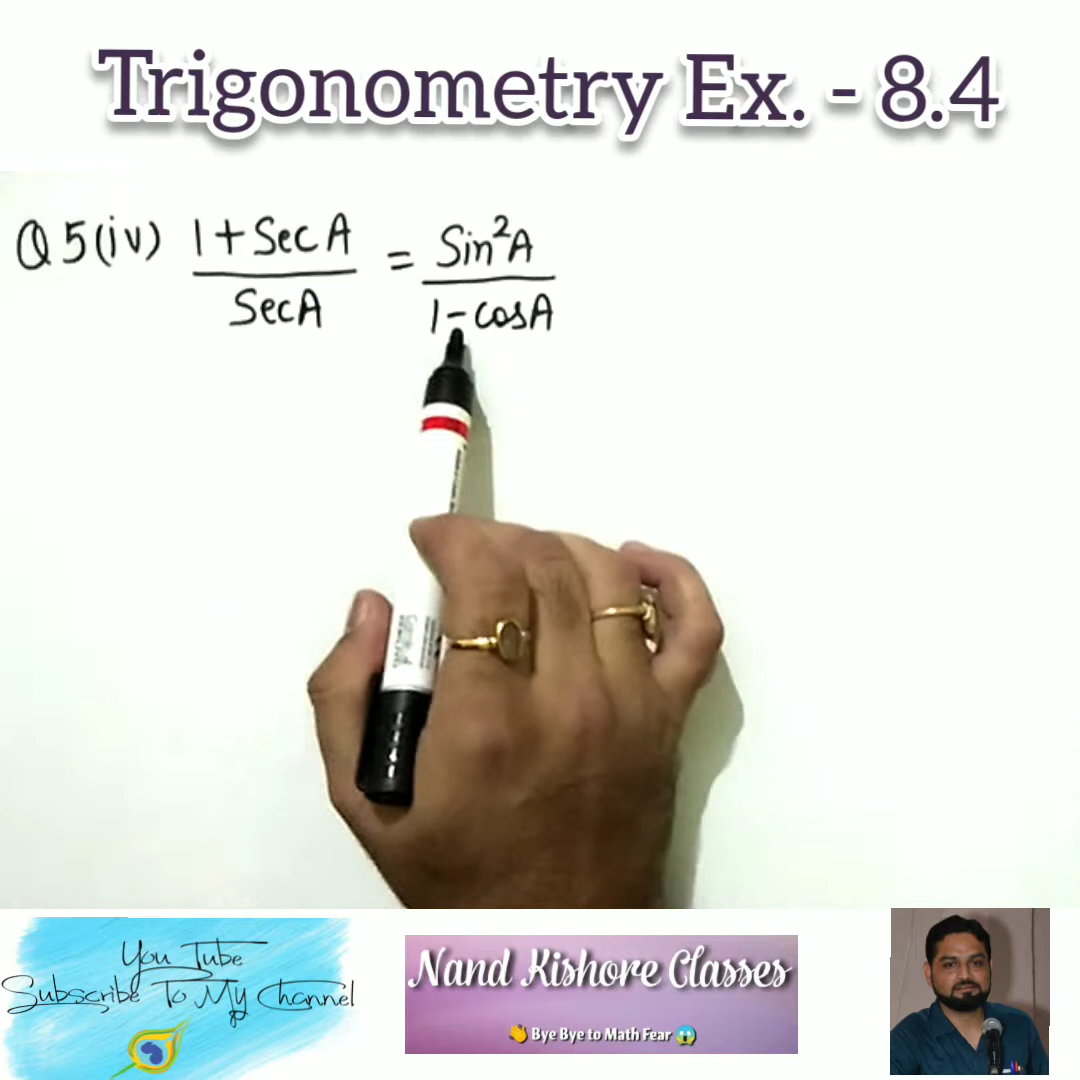 Trigonometry Ex. - 8.4
Q 5(iv) 1 + Sec A / Sec A = Sin²A / 1 - cosA
You Tube
Subscribe To My Channel
Nand Kishore Classes
👋 Bye Bye to Math Fear 😱